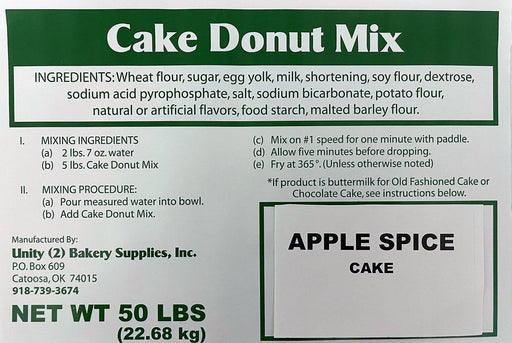 Cake Donut Mix
INGREDIENTS: Wheat flour, sugar, egg yolk, milk, shortening, soy flour, dextrose,
sodium acid pyrophosphate, salt, sodium bicarbonate, potato flour,
natural or artificial flavors, food starch, malted barley flour.
I. MIXING INGREDIENTS
(a) 2 lbs. 7 oz. water
(b) 5 lbs. Cake Donut Mix
II. MIXING PROCEDURE:
(a) Pour measured water into bowl.
(b) Add Cake Donut Mix.
(c) Mix on #1 speed for one minute with paddle.
(d) Allow five minutes before dropping.
(e) Fry at 365°. (Unless otherwise noted)
*If product is buttermilk for Old Fashioned Cake or
Chocolate Cake, see instructions below.
Manufactured By:
Unity (2) Bakery Supplies, Inc.
P.O. Box 609
Catoosa, OK 74015
918-739-3674
NET WT 50 LBS
(22.68 kg)
APPLE SPICE
CAKE